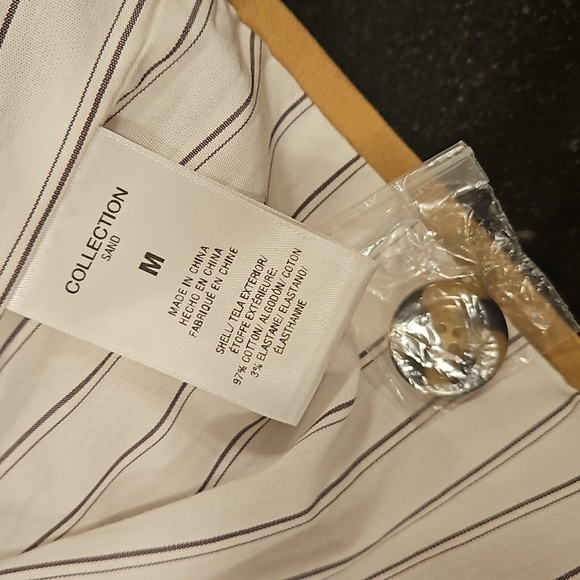 COLLECTION
SAND
M
MADE IN CHINA
HECHO EN CHINA
FABRIQUÉ EN CHINE
SHELL/ TELA EXTERIOR/
ÉTOFFE EXTÉRIEURE:
97% COTTON/ ALGODON/ COTON
3% ELASTANE/ ELASTANO/
ÉLASTHANNE